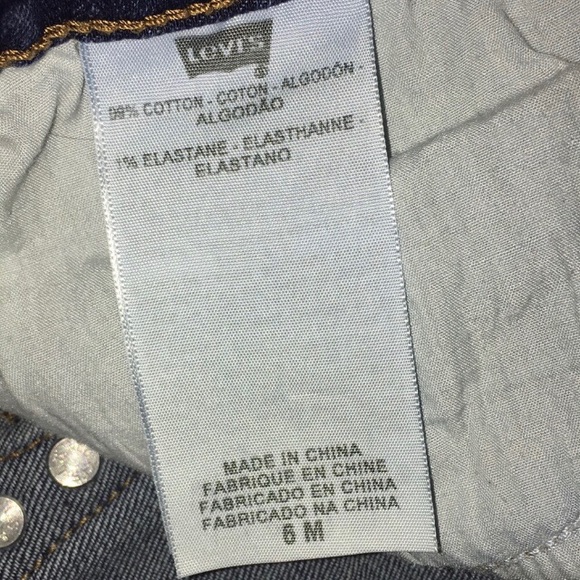 Levi's
®
99% COTTON - COTON - ALGODÓN -
ALGODÃO
1% ELASTANE - ELASTHANNE -
ELASTANO
MADE IN CHINA
FABRIQUE EN CHINE
FABRICADO EN CHINA
FABRICADO NA CHINA
6 M